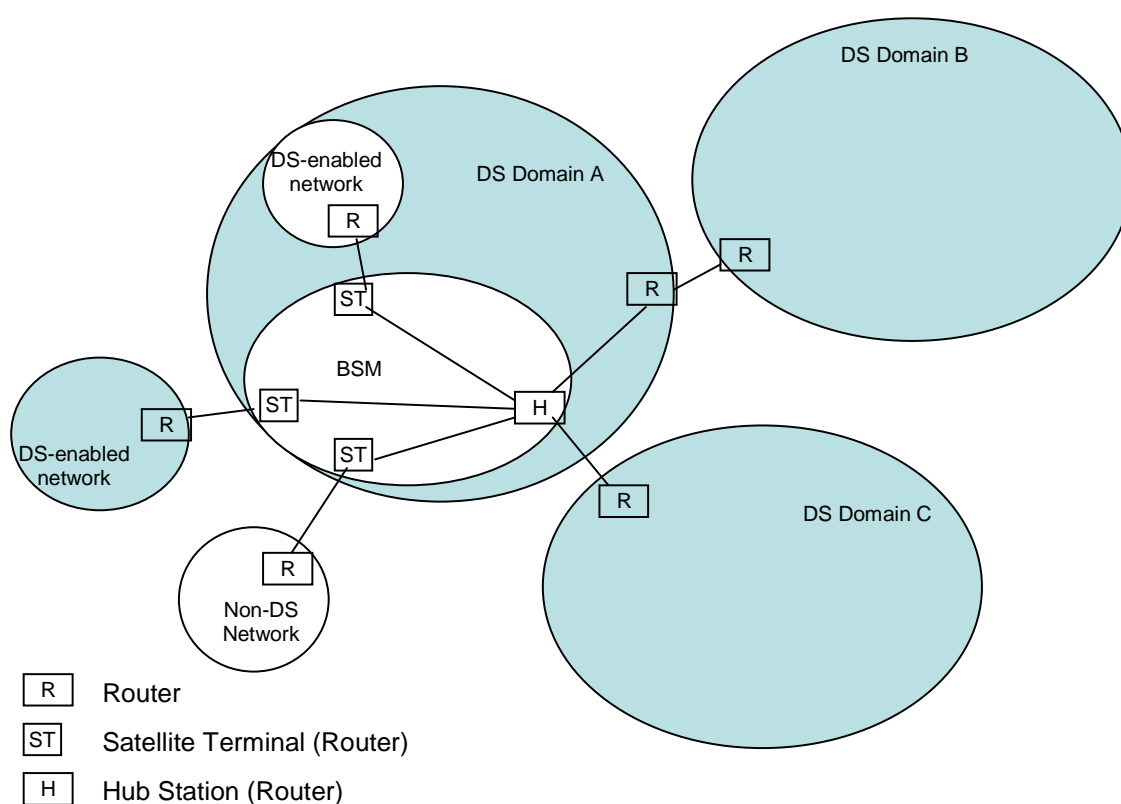 DS Domain B
DS-enabled
network
DS Domain A
R
R
R
ST
BSM
ST
H
R
DS-enabled
network
ST
R
DS Domain C
R
Non-DS
Network
R
Router
ST
Satellite Terminal (Router)
H
Hub Station (Router)